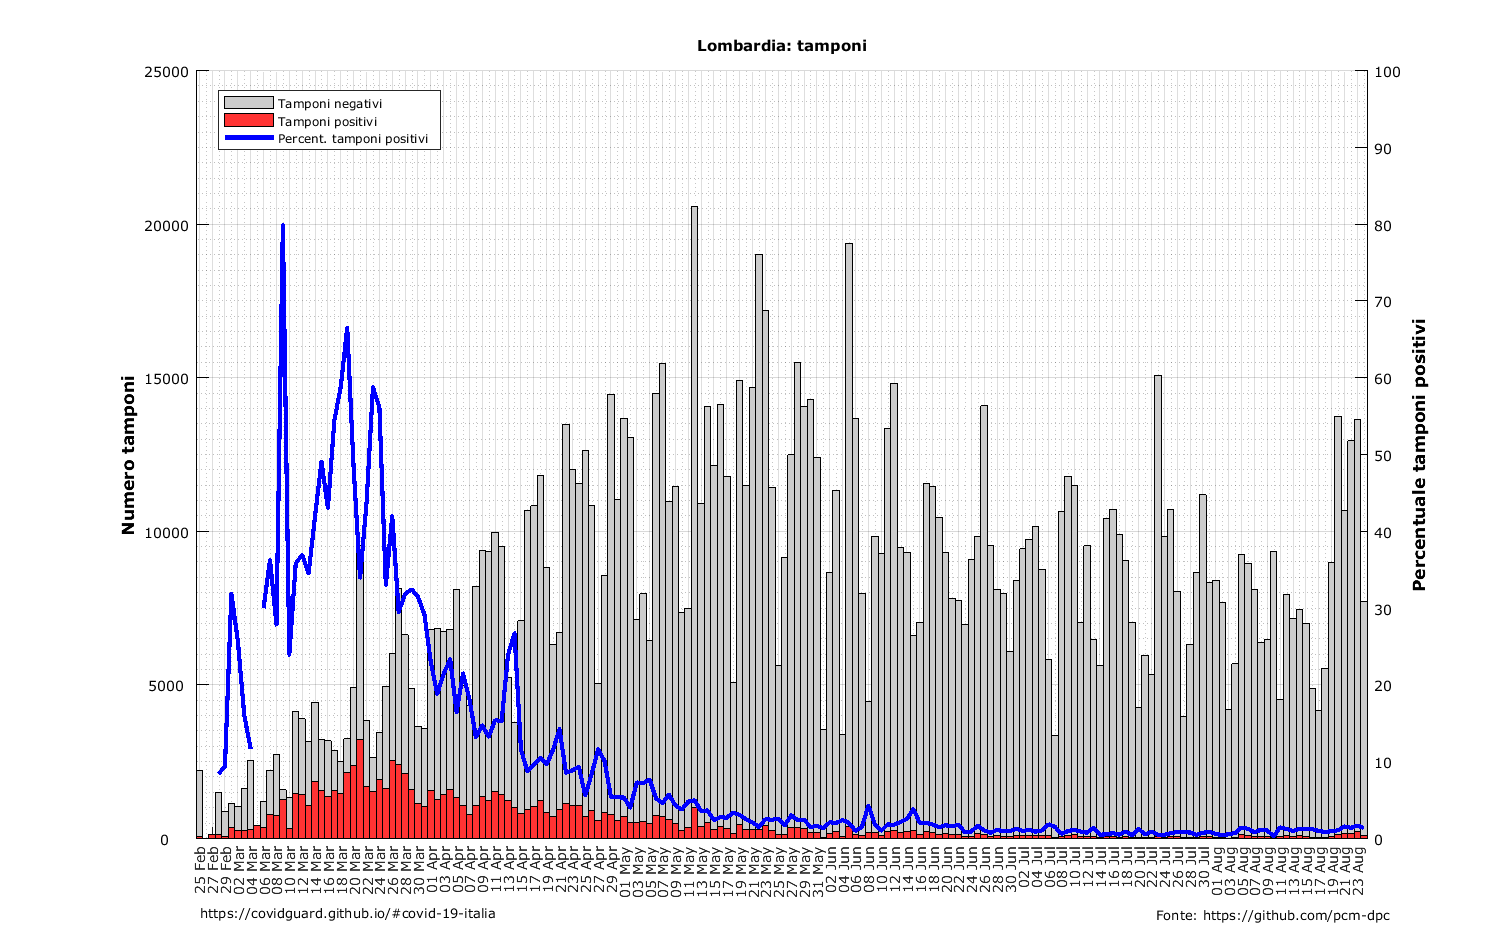 Lombardia: tamponi
Tamponi negativi
Tamponi positivi
Percent. tamponi positivi
Numero tamponi
25000
20000
15000
10000
5000
0
Percentuale tamponi positivi
100
90
80
70
60
50
40
30
20
10
0
25 Feb
27 Feb
29 Feb
02 Mar
04 Mar
06 Mar
08 Mar
10 Mar
12 Mar
14 Mar
16 Mar
18 Mar
20 Mar
22 Mar
24 Mar
26 Mar
28 Mar
30 Mar
01 Apr
03 Apr
05 Apr
07 Apr
09 Apr
11 Apr
13 Apr
15 Apr
17 Apr
19 Apr
21 Apr
23 Apr
25 Apr
27 Apr
29 Apr
01 May
03 May
05 May
07 May
09 May
11 May
13 May
15 May
17 May
19 May
21 May
23 May
25 May
27 May
29 May
31 May
02 Jun
04 Jun
06 Jun
08 Jun
10 Jun
12 Jun
14 Jun
16 Jun
18 Jun
20 Jun
22 Jun
24 Jun
26 Jun
28 Jun
30 Jun
02 Jul
04 Jul
06 Jul
08 Jul
10 Jul
12 Jul
14 Jul
16 Jul
18 Jul
20 Jul
22 Jul
24 Jul
26 Jul
28 Jul
30 Jul
01 Aug
03 Aug
05 Aug
07 Aug
09 Aug
11 Aug
13 Aug
15 Aug
17 Aug
19 Aug
21 Aug
23 Aug
https://covidguard.github.io/#covid-19-italia
Fonte: https://github.com/pcm-dpc